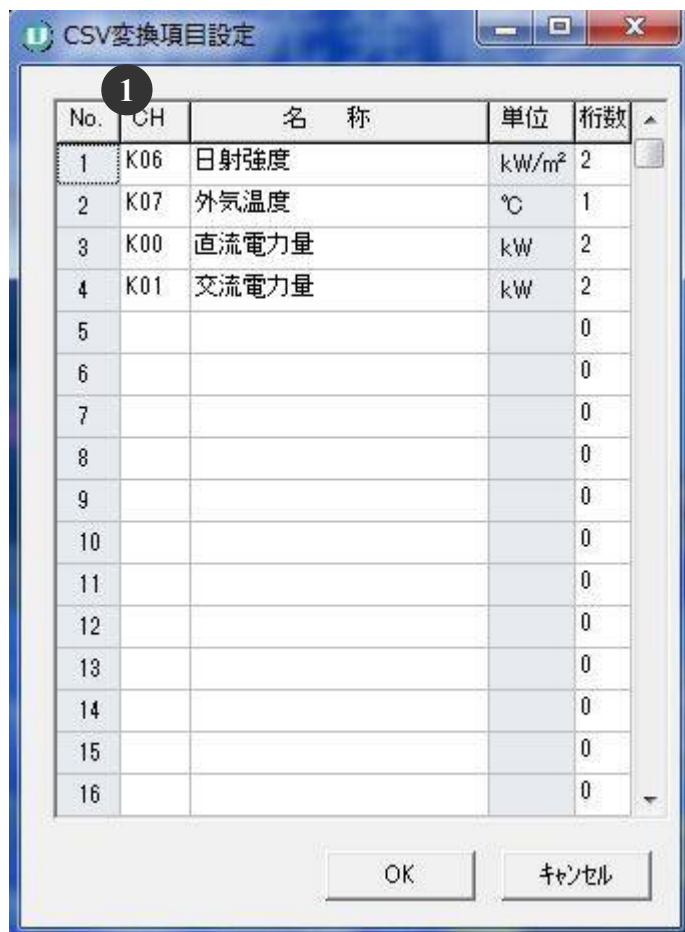 CSV変換項目設定
1
No. CH 名 称 単位 桁数
1 K06 日射強度 kW/m² 2
2 K07 外気温度 ℃ 1
3 K00 直流電力量 kW 2
4 K01 交流電力量 kW 2
5 0
6 0
7 0
8 0
9 0
10 0
11 0
12 0
13 0
14 0
15 0
16 0
OK キャンセル